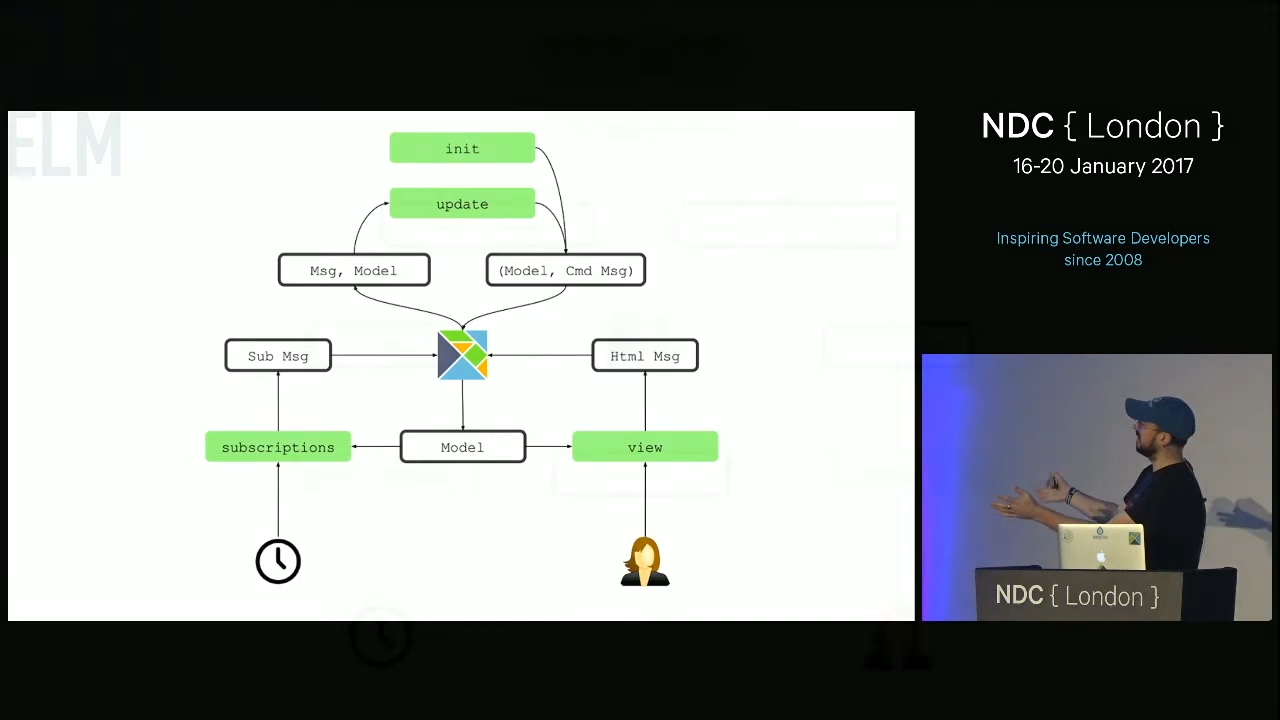 ELM
init
update
Msg, Model
(Model, Cmd Msg)
Sub Msg
Html Msg
subscriptions
Model
view
NDC { London }
16-20 January 2017
Inspiring Software Developers
since 2008
NDC { London }